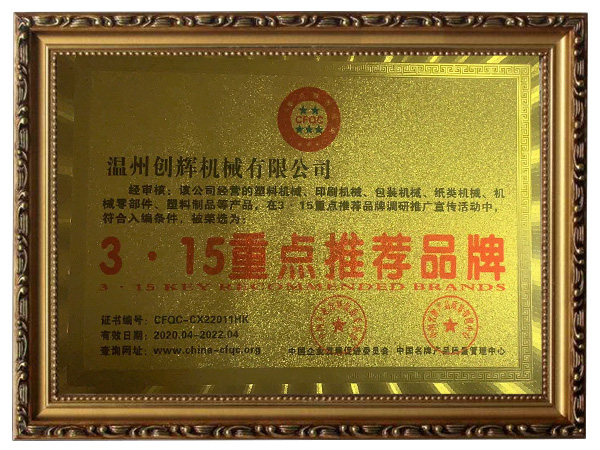 CFQC
温州创辉机械有限公司
经审核：该公司经营的塑料机械、印刷机械、包装机械、纸类机械、机
械零部件、塑料制品等产品，在3·15推荐品牌调研推广宣传活动中，
符合入编条件，被荣选为：
3·15重点推荐品牌
3·15 KEY RECOMMENDED BRANDS
证书编号：CFQC-CX22011HK
有效日期：2020.04-2022.04
查询网址：www.china-cfqc.org
中国企业发展促进委员会 中国名牌产品质量管理中心